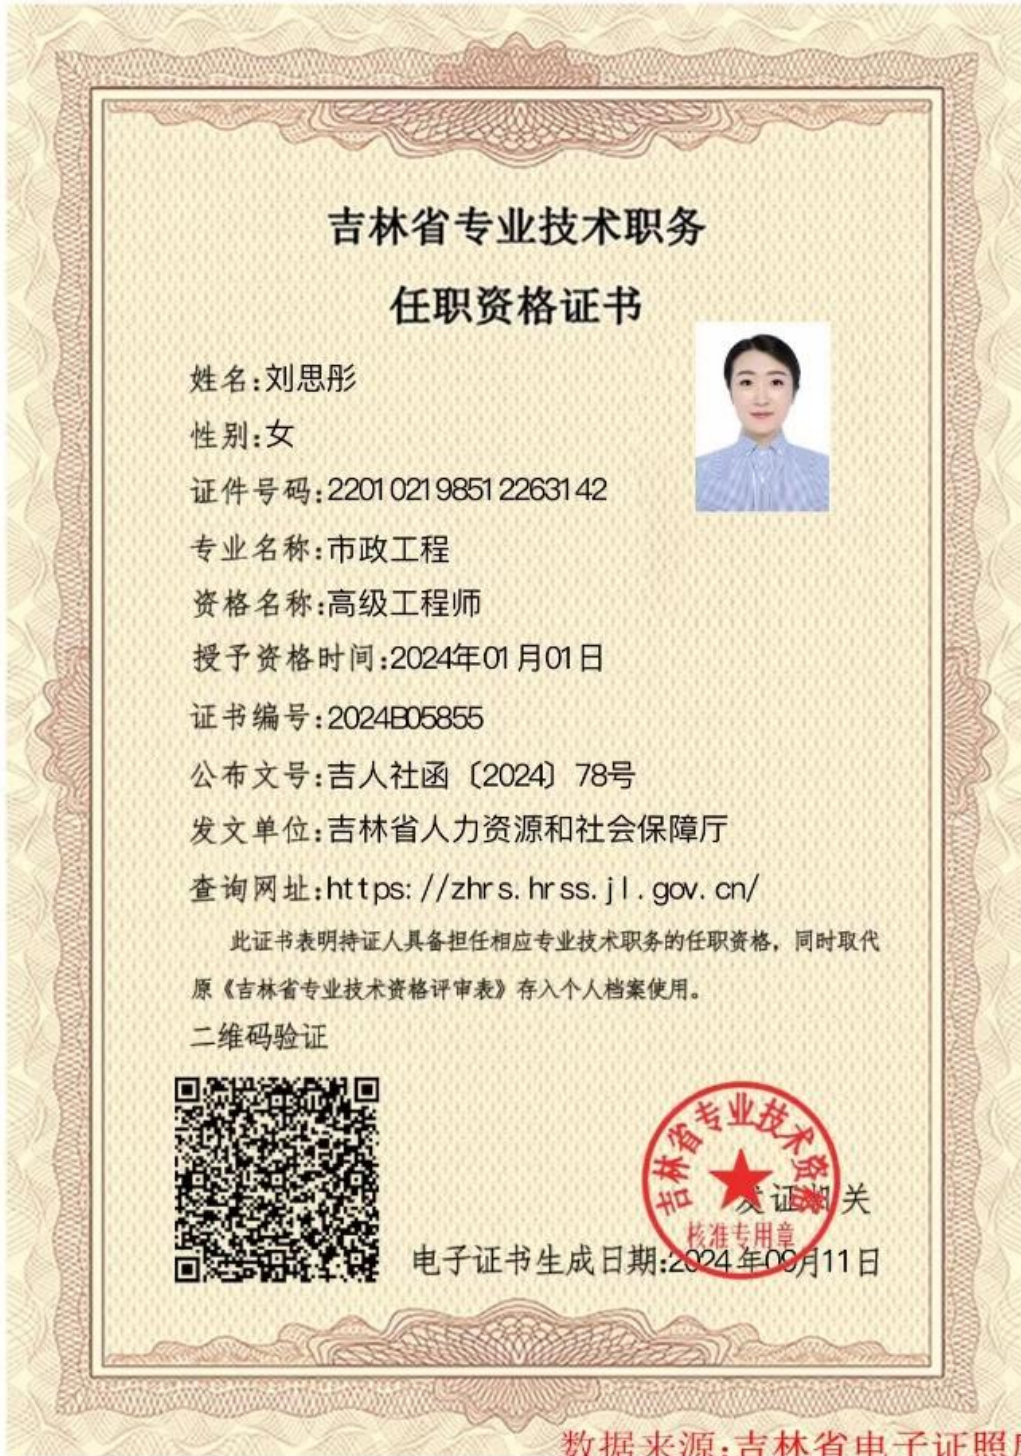 吉林省专业技术职务
任职资格证书
姓名:刘思彤
性别:女
证件号码:220102198512263142
专业名称:市政工程
资格名称:高级工程师
授予资格时间:2024年01月01日
证书编号:2024B05855
公布文号:吉人社函〔2024〕78号
发文单位:吉林省人力资源和社会保障厅
查询网址:https://zhrs.hrss.jl.gov.cn/
此证书表明持证人具备担任相应专业技术职务的任职资格，同时取代
原《吉林省专业技术资格评审表》存入个人档案使用。
二维码验证
吉林省专业技术资格
核准专用章
发证机关
电子证书生成日期:2024年09月11日
数据来源:吉林省电子证照